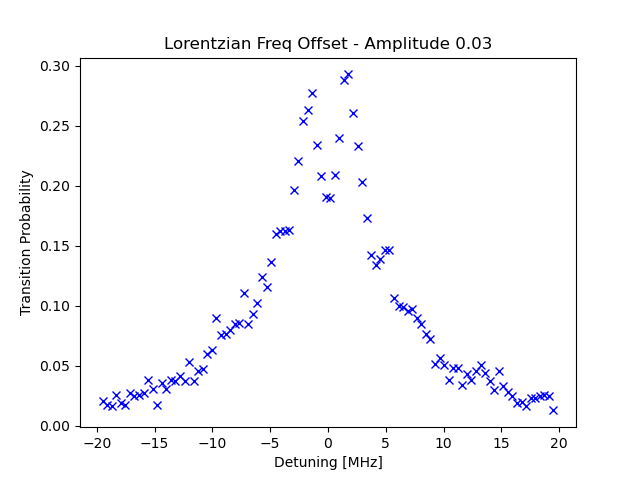 Lorentzian Freq Offset - Amplitude 0.03
0.30
0.25
0.20
0.15
0.10
0.05
0.00
Transition Probability
−20 −15 −10 −5 0 5 10 15 20
Detuning [MHz]